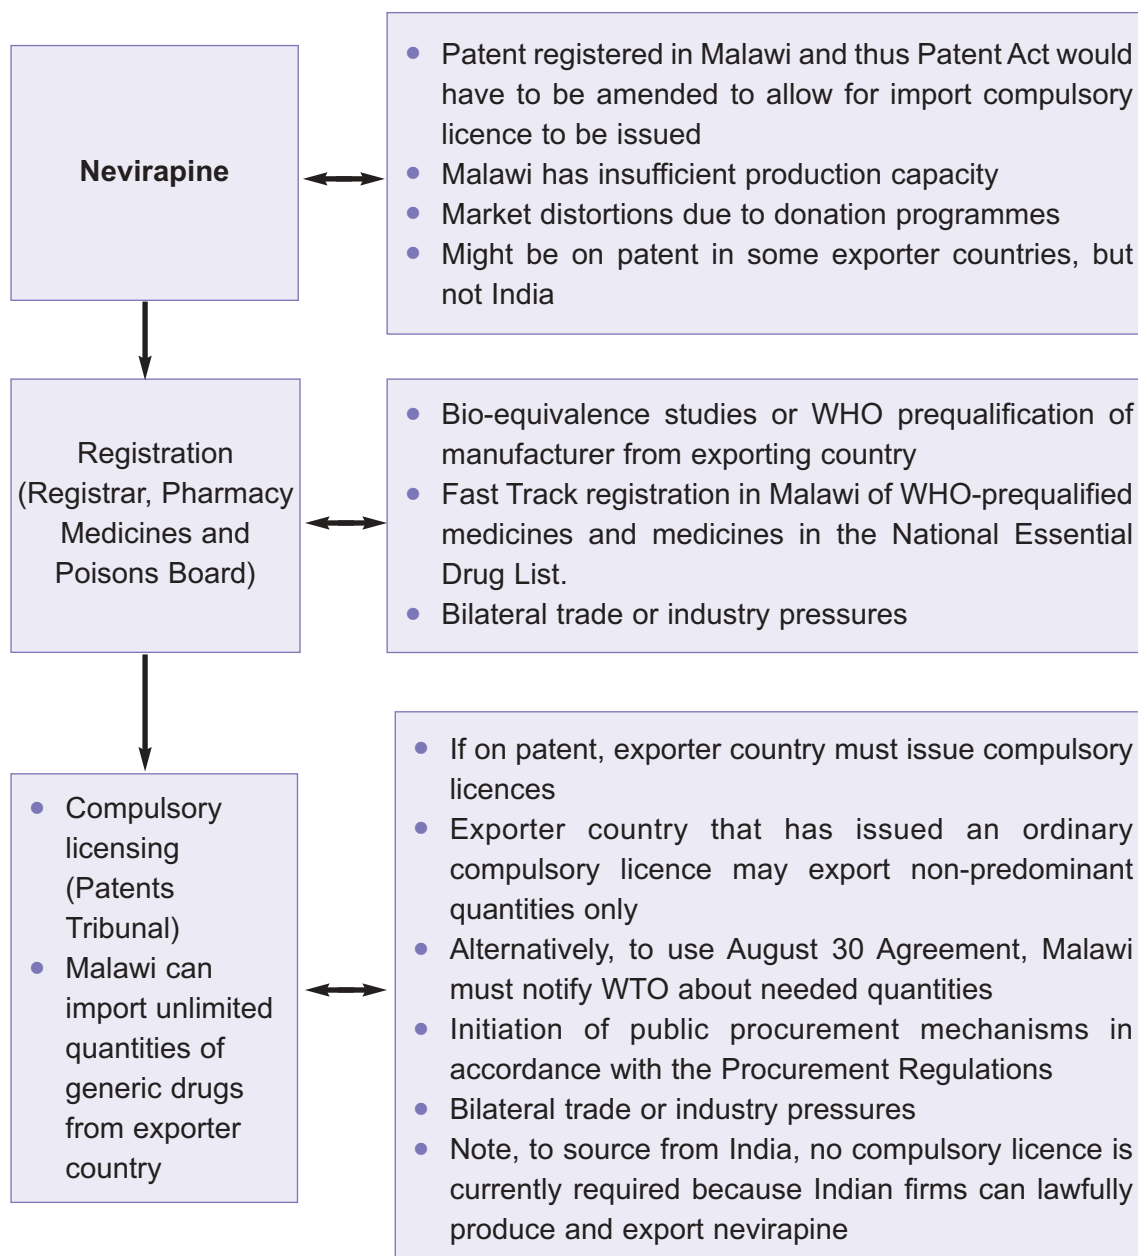 Nevirapine
• Patent registered in Malawi and thus Patent Act would
have to be amended to allow for import compulsory
licence to be issued
• Malawi has insufficient production capacity
• Market distortions due to donation programmes
• Might be on patent in some exporter countries, but
not India
Registration
(Registrar, Pharmacy
Medicines and
Poisons Board)
• Bio-equivalence studies or WHO prequalification of
manufacturer from exporting country
• Fast Track registration in Malawi of WHO-prequalified
medicines and medicines in the National Essential
Drug List.
• Bilateral trade or industry pressures
• Compulsory
licensing
(Patents
Tribunal)
• Malawi can
import unlimited
quantities of
generic drugs
from exporter
country
• If on patent, exporter country must issue compulsory
licences
• Exporter country that has issued an ordinary
compulsory licence may export non-predominant
quantities only
• Alternatively, to use August 30 Agreement, Malawi
must notify WTO about needed quantities
• Initiation of public procurement mechanisms in
accordance with the Procurement Regulations
• Bilateral trade or industry pressures
• Note, to source from India, no compulsory licence is
currently required because Indian firms can lawfully
produce and export nevirapine